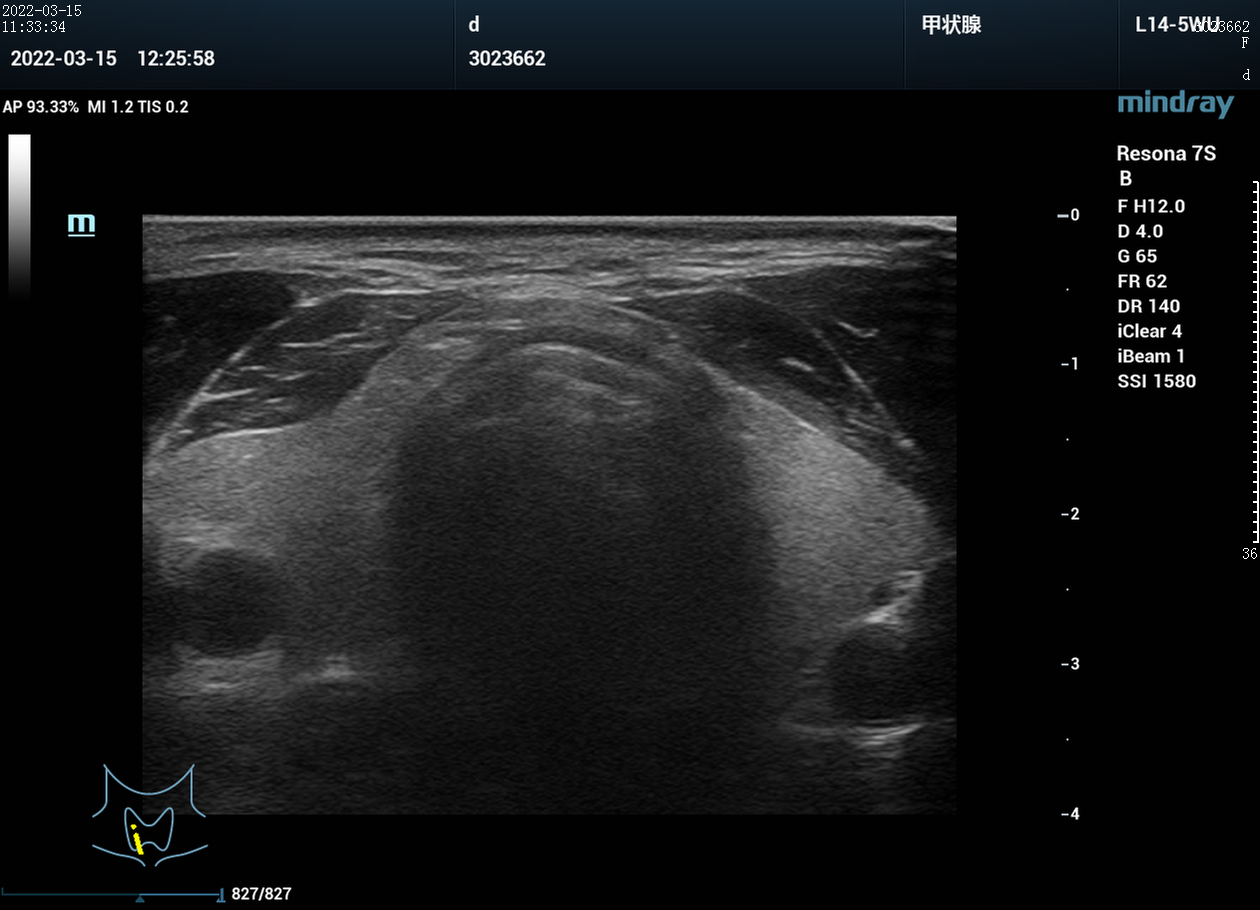 2022-03-15
11:33:34
2022-03-15 12:25:58
d
3023662
甲状腺
L14-5WU
3023662
F
d
AP 93.33% MI 1.2 TIS 0.2
mindray
m
Resona 7S
B
F H12.0
D 4.0
G 65
FR 62
DR 140
iClear 4
iBeam 1
SSI 1580
0
-1
-2
-3
-4
36
827/827